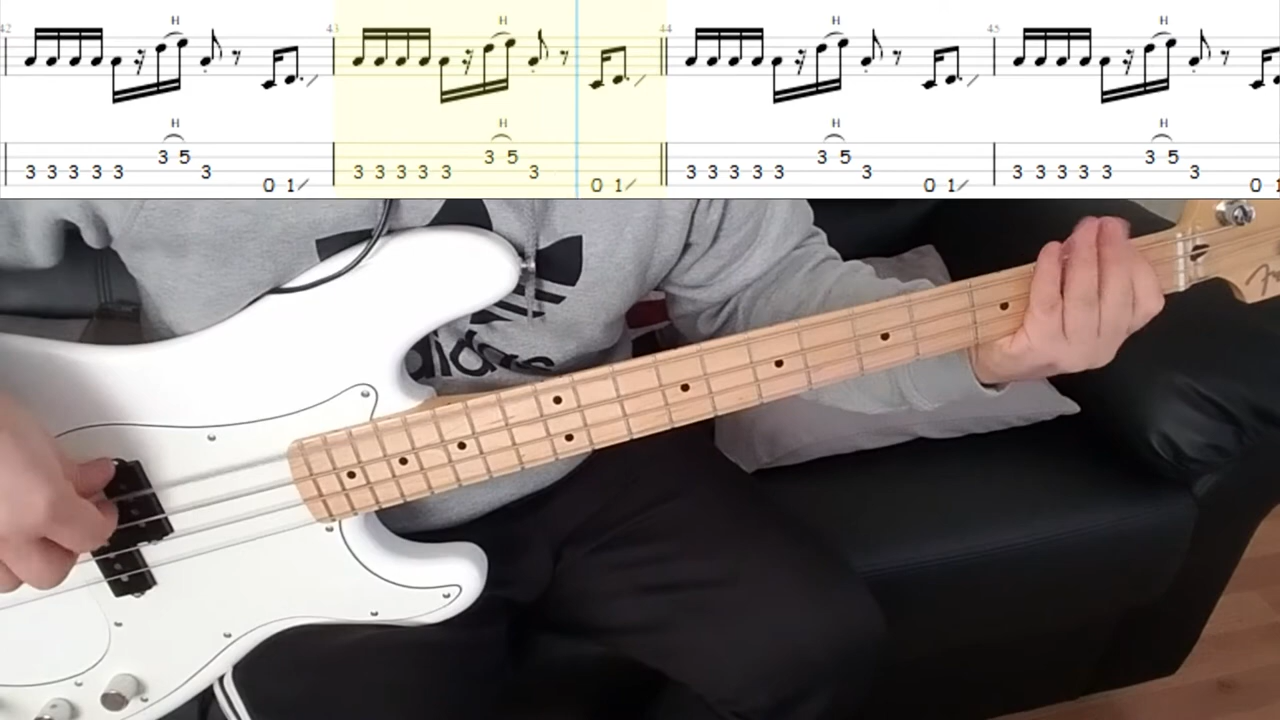 42 43 44 45
H H H H
H H H H
3 5 3 5 3 5 3 5
3 3 3 3 3 3 3 3 3 3 3 3 3 3 3 3 3 3 3 3 3 3 3 3
0 1 0 1 0 1 0
adidas